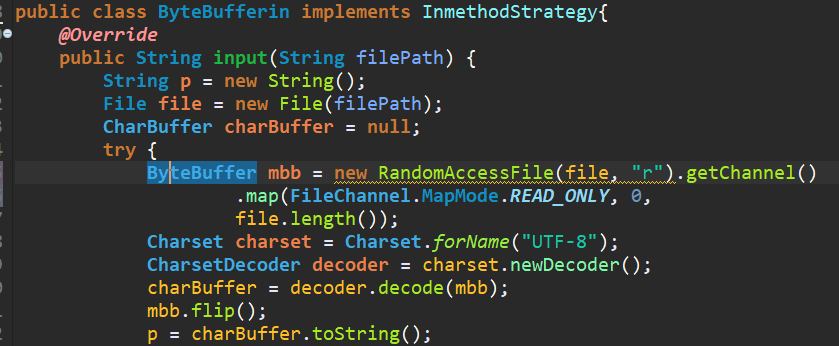 public class ByteBufferin implements InmethodStrategy{
@Override
public String input(String filePath) {
String p = new String();
File file = new File(filePath);
CharBuffer charBuffer = null;
try {
ByteBuffer mbb = new RandomAccessFile(file, "r").getChannel()
.map(FileChannel.MapMode.READ_ONLY, 0,
file.length());
Charset charset = Charset.forName("UTF-8");
CharsetDecoder decoder = charset.newDecoder();
charBuffer = decoder.decode(mbb);
mbb.flip();
p = charBuffer.toString();